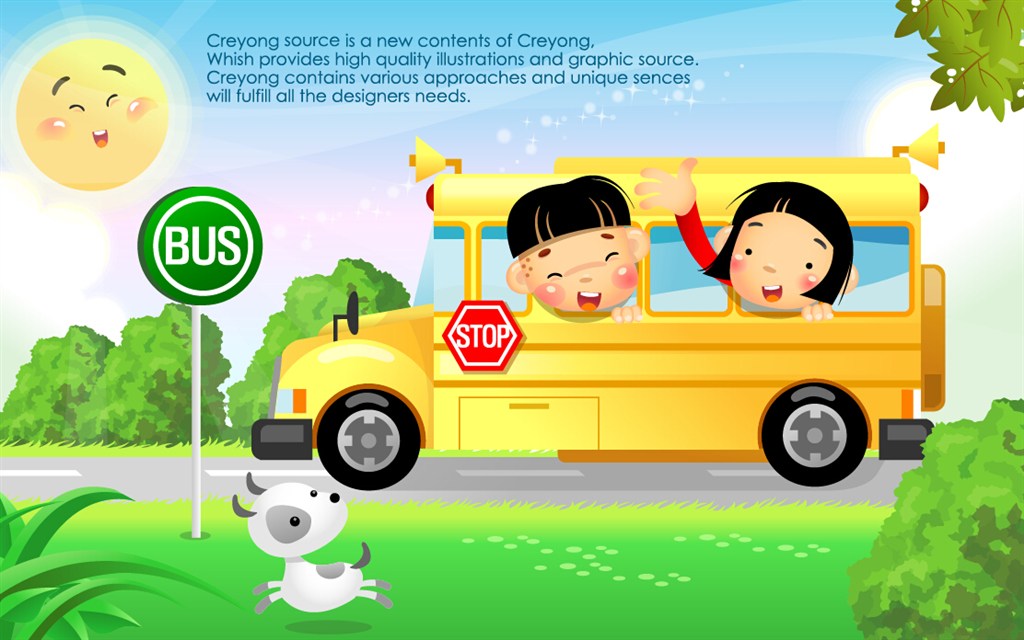 Creyong source is a new contents of Creyong,
Whish provides high quality illustrations and graphic source.
Creyong contains various approaches and unique sences
will fulfill all the designers needs.
BUS
STOP